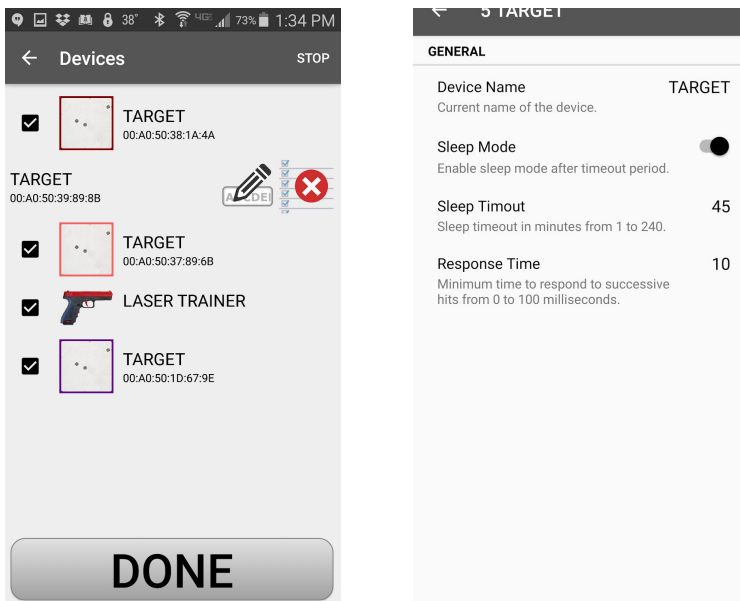 38° 4G 73% 1:34 PM
Devices STOP
TARGET
00:A0:50:38:1A:4A
TARGET
00:A0:50:39:89:8B
TARGET
00:A0:50:37:89:6B
LASER TRAINER
TARGET
00:A0:50:1D:67:9E
DONE
5 TARGET
GENERAL
Device Name TARGET
Current name of the device.
Sleep Mode
Enable sleep mode after timeout period.
Sleep Timout 45
Sleep timeout in minutes from 1 to 240.
Response Time 10
Minimum time to respond to successive
hits from 0 to 100 milliseconds.